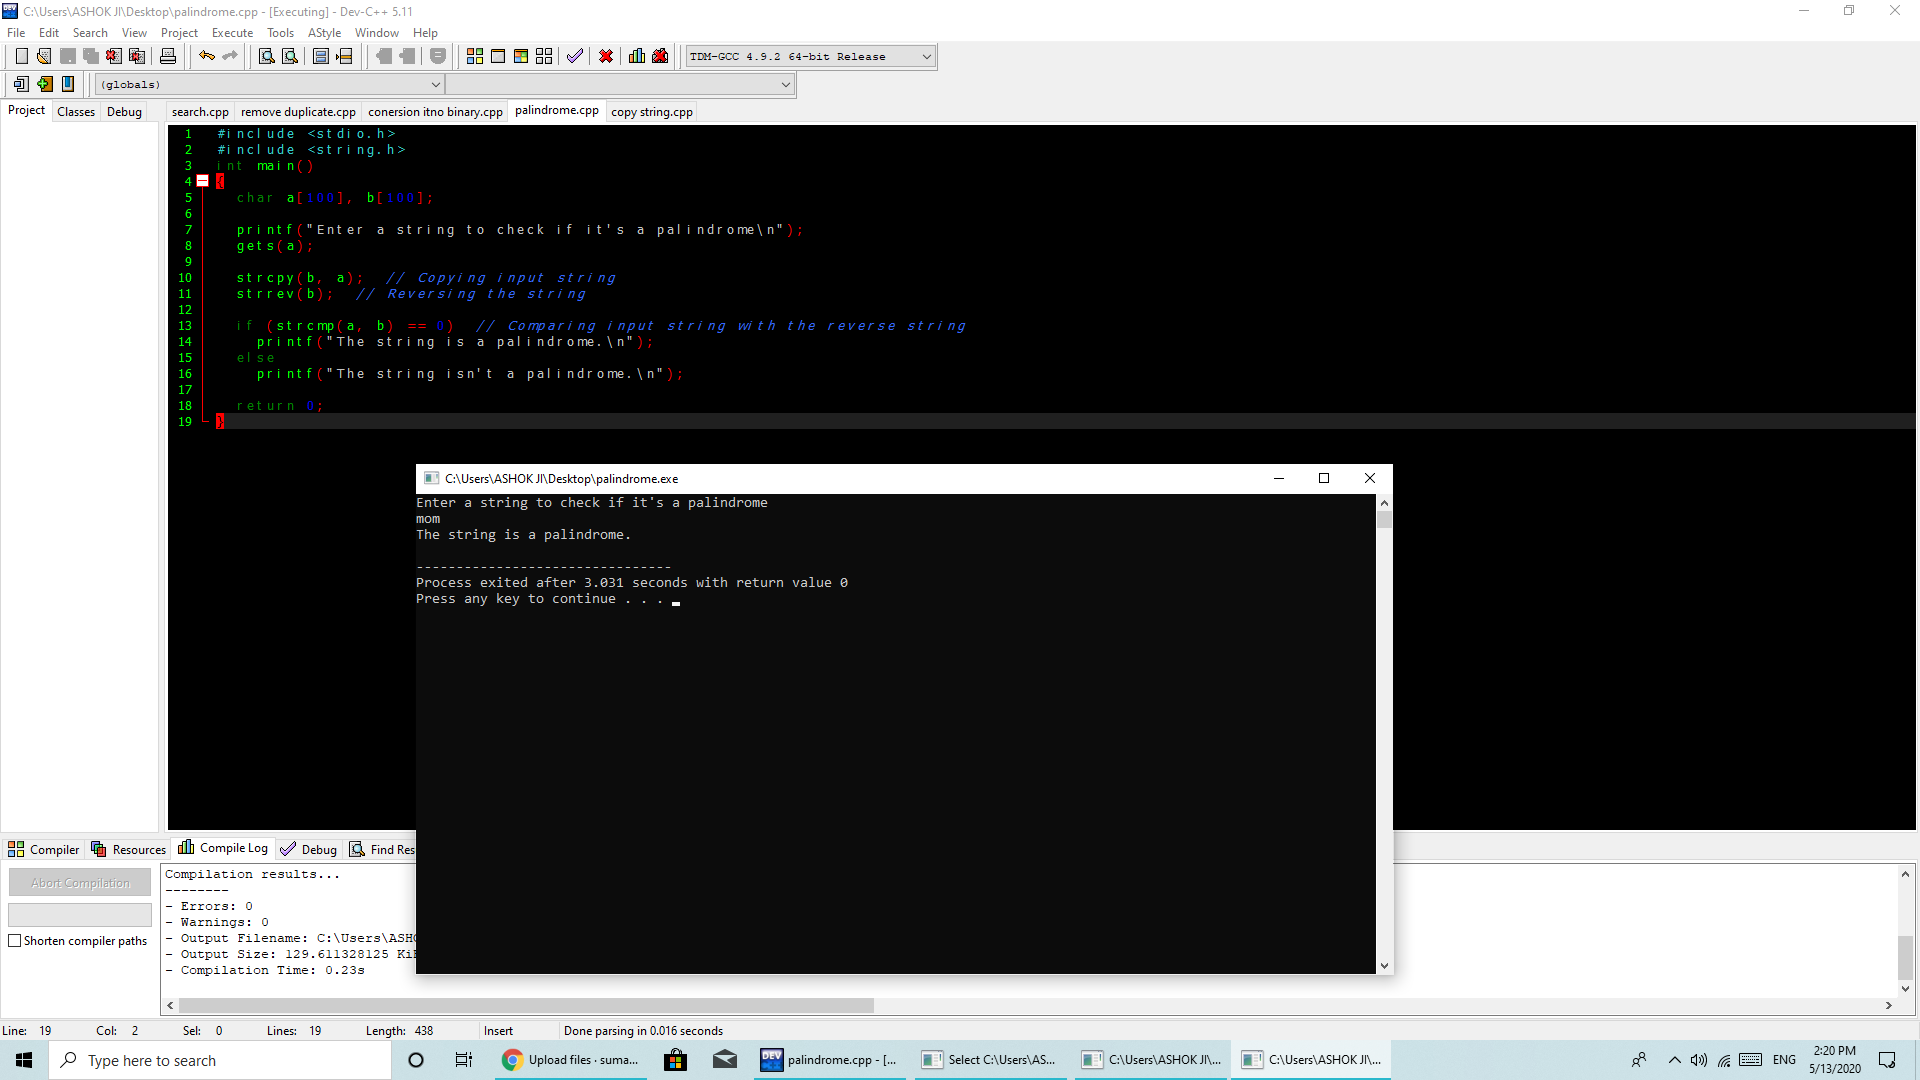 C:\Users\ASHOK JI\Desktop\palindrome.cpp - [Executing] - Dev-C++ 5.11
File Edit Search View Project Execute Tools AStyle Window Help
TDM-GCC 4.9.2 64-bit Release
(globals)
Project Classes Debug
search.cpp remove duplicate.cpp conersion itno binary.cpp palindrome.cpp copy string.cpp
1 #include <stdio.h>
2 #include <string.h>
3 int main()
4 {
5 char a[100], b[100];
6
7 printf("Enter a string to check if it's a palindrome\n");
8 gets(a);
9
10 strcpy(b, a); // Copying input string
11 strrev(b); // Reversing the string
12
13 if (strcmp(a, b) == 0) // Comparing input string with the reverse string
14 printf("The string is a palindrome.\n");
15 else
16 printf("The string isn't a palindrome.\n");
17
18 return 0;
19 }
C:\Users\ASHOK JI\Desktop\palindrome.exe
Enter a string to check if it's a palindrome
mom
The string is a palindrome.
--------------------------------
Process exited after 3.031 seconds with return value 0
Press any key to continue . . .
Compiler Resources Compile Log Debug Find Res
Abort Compilation
Shorten compiler paths
Compilation results...
--------
- Errors: 0
- Warnings: 0
- Output Filename: C:\Users\ASHO
- Output Size: 129.611328125 Ki
- Compilation Time: 0.23s
Line: 19 Col: 2 Sel: 0 Lines: 19 Length: 438 Insert Done parsing in 0.016 seconds
Type here to search
Upload files · suma...
DEV C++ palindrome.cpp - [...
Select C:\Users\AS...
C:\Users\ASHOK JI\...
C:\Users\ASHOK JI\...
ENG
2:20 PM
5/13/2020